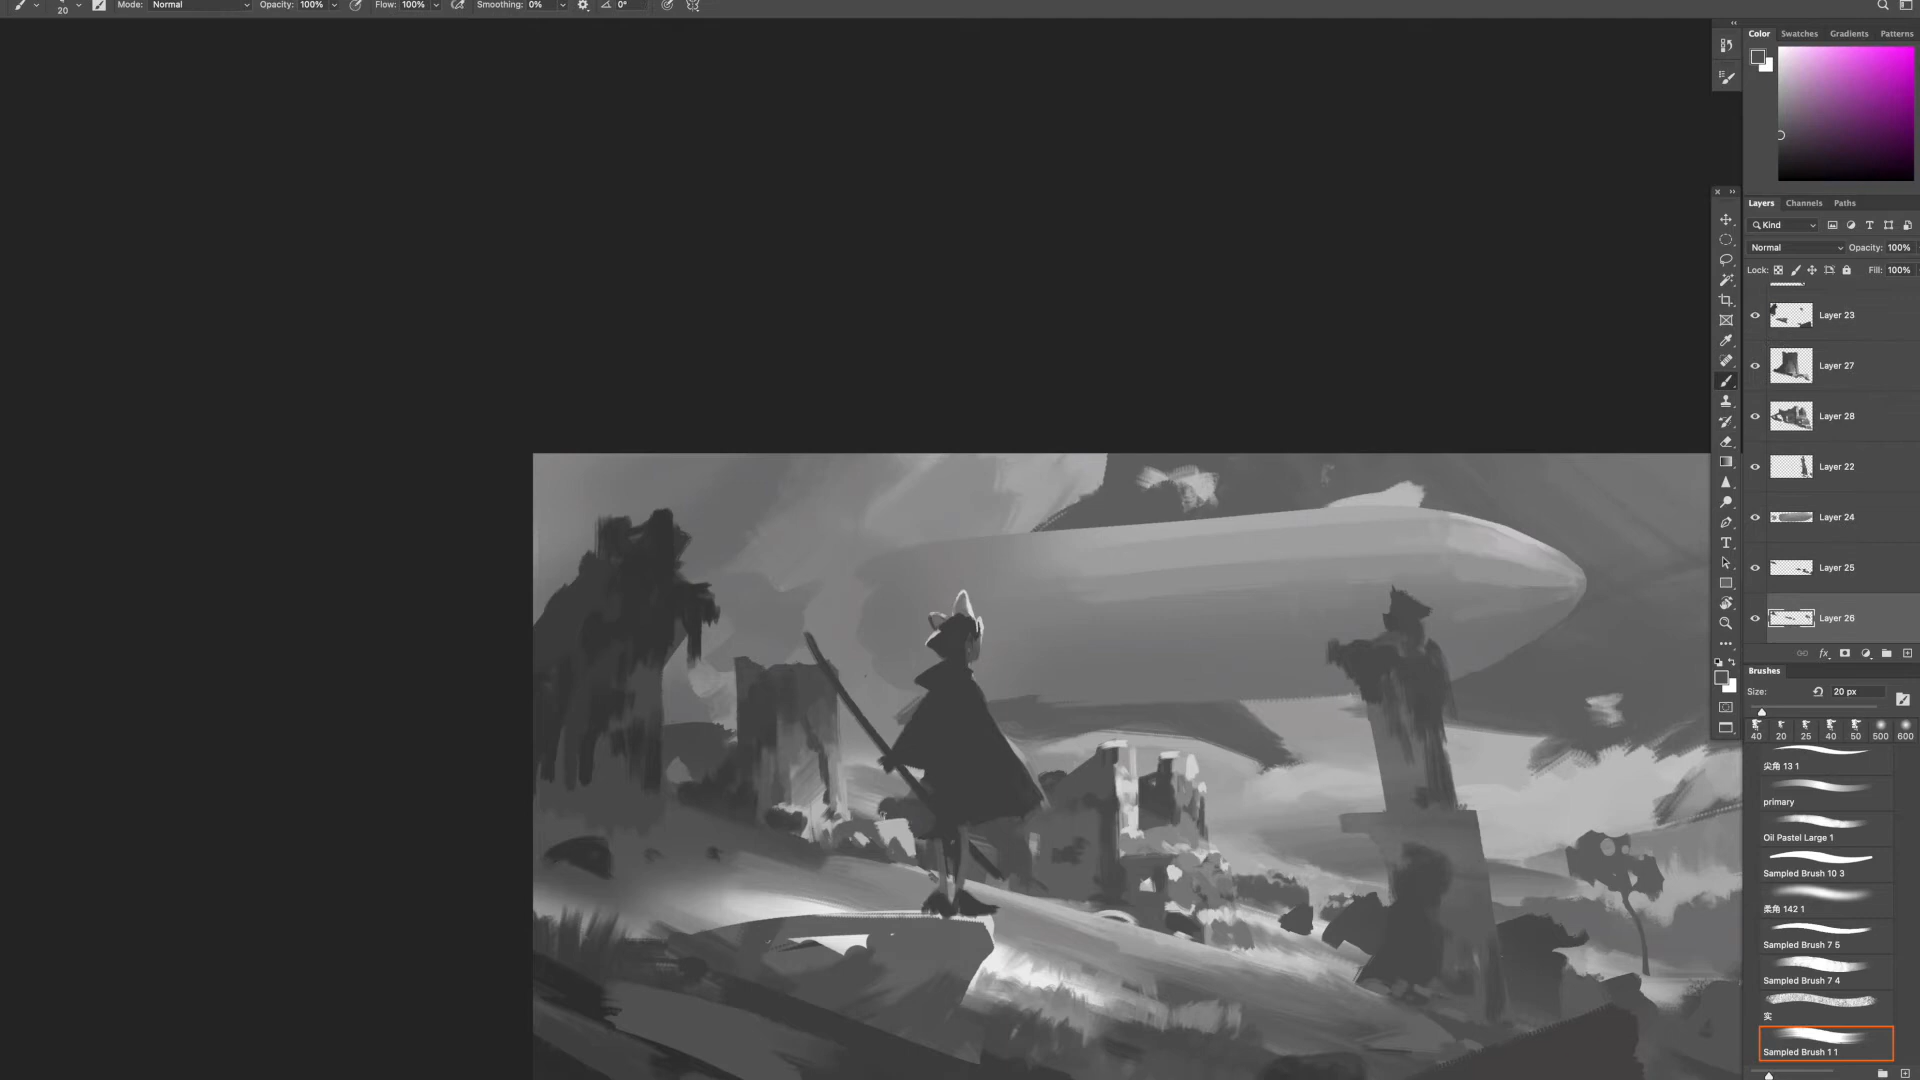 20 Mode: Normal Opacity: 100% Flow: 100% Smoothing: 0% 0°
Color Swatches Gradients Patterns
Layers Channels Paths
Kind
Normal Opacity: 100%
Lock: Fill: 100%
Layer 23
Layer 27
Layer 28
Layer 22
Layer 24
Layer 25
Layer 26
fx
Brushes
Size: 20 px
40 20 25 40 50 500 600
尖角 13 1
primary
Oil Pastel Large 1
Sampled Brush 10 3
柔角 142 1
Sampled Brush 7 5
Sampled Brush 7 4
实
Sampled Brush 1 1